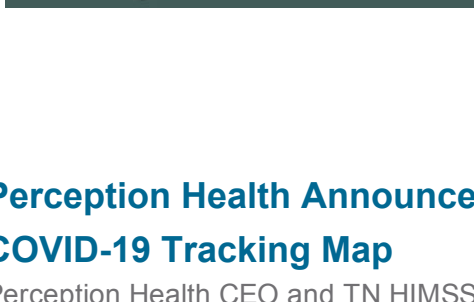 Perception Health Announce
COVID-19 Tracking Map
Perception Health CEO and TN HIMSS